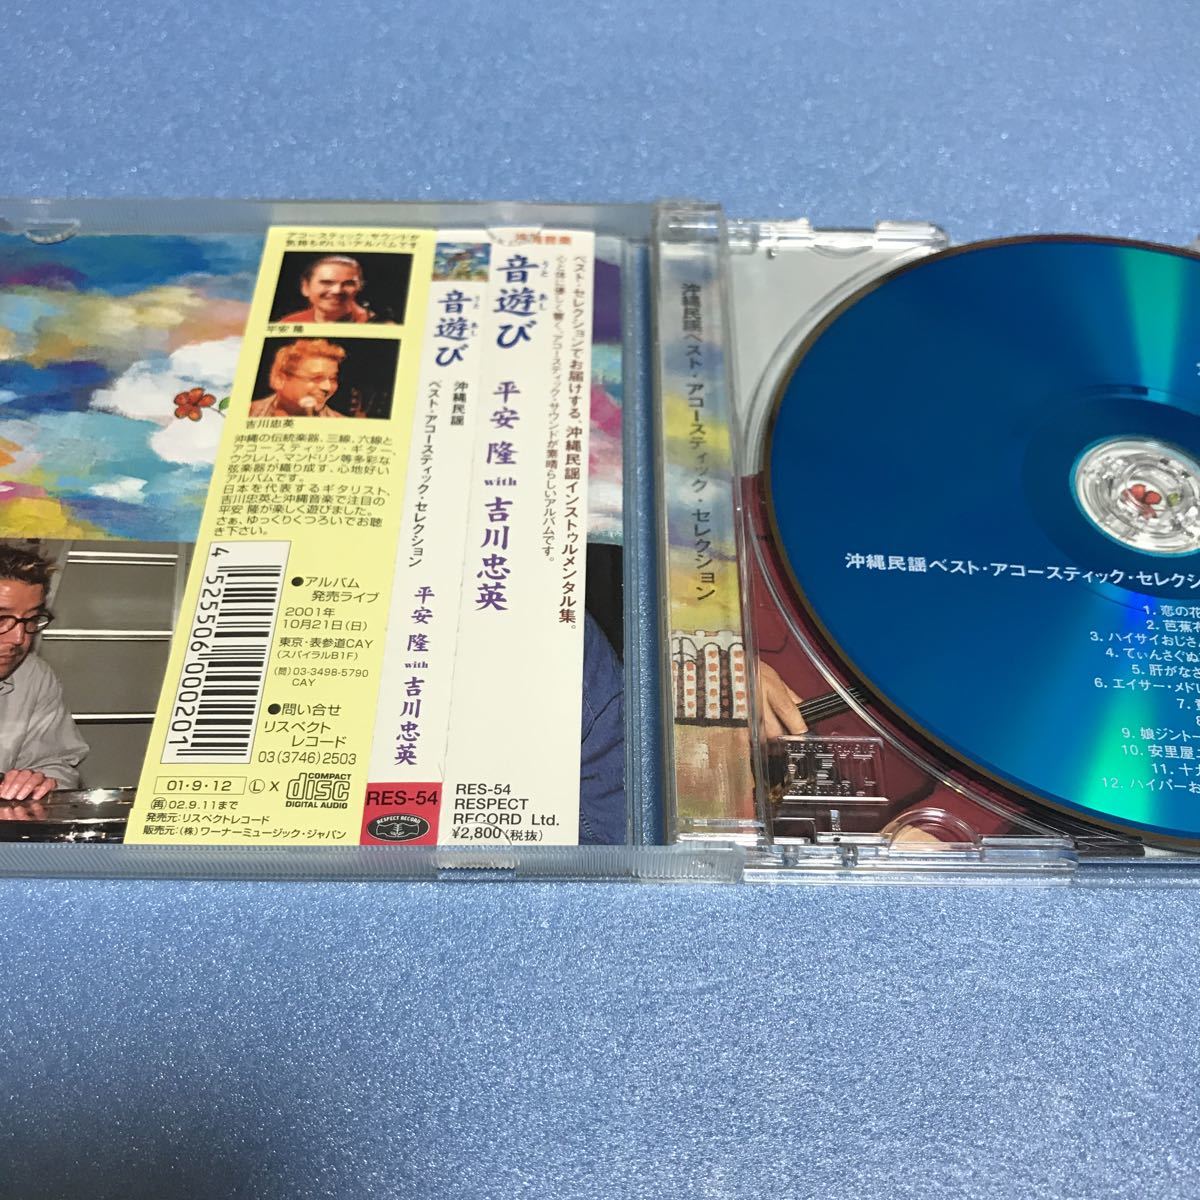 アコースティック・サウンドが
気持ちのいいアルバムです
平安 隆
吉川忠英
沖縄の伝統楽器、三線、六線と
アコースティック・ギター、
ウクレレ、マンドリン等多彩な
弦楽器が織り成す、心地好い
アルバムです。
日本を代表するギタリスト、
吉川忠英と沖縄音楽で注目の
平安 隆が楽しく遊びました。
さぁ、ゆっくりくつろいでお聴
き下さい。
4 525506 000201
●アルバム
発売ライブ
2001年
10月21日(日)
東京・表参道CAY
(スパイラルB1F)
(問)03-3498-5790
CAY
●問い合せ
リスペクト
レコード
03(3746)2503
01・9・12 Ⓛ X
COMPACT
disc
DIGITAL AUDIO
㊢02.9.11まで
発売元:リスペクトレコード
販売元:(株)ワーナーミュージック・ジャパン
音遊び
うとあし
沖縄民謡
ベスト・アコースティック・セレクション
平安 隆 with 吉川忠英
RES-54
RESPECT RECORD
沖縄音楽
ベスト・セレクションでお届けする、沖縄民謡インストゥルメンタル集。
心と体に優しく響く、アコースティック・サウンドが素晴らしいアルバムです。
音遊び
うとあし
平安 隆 with 吉川忠英
RES-54
RESPECT
RECORD Ltd.
¥2,800(税抜)
沖縄民謡ベスト・アコースティック・セレクション
沖縄民謡ベスト・アコースティック・セレクシ
1. 恋の花
2. 芭蕉布
3. ハイサイおじさん
4. てぃんさぐぬ
5. 肝がなさ
6. エイサー・メド
7.
8
9. 娘ジントー
10. 安里屋ユ
11. 十九
12. ハイパーお